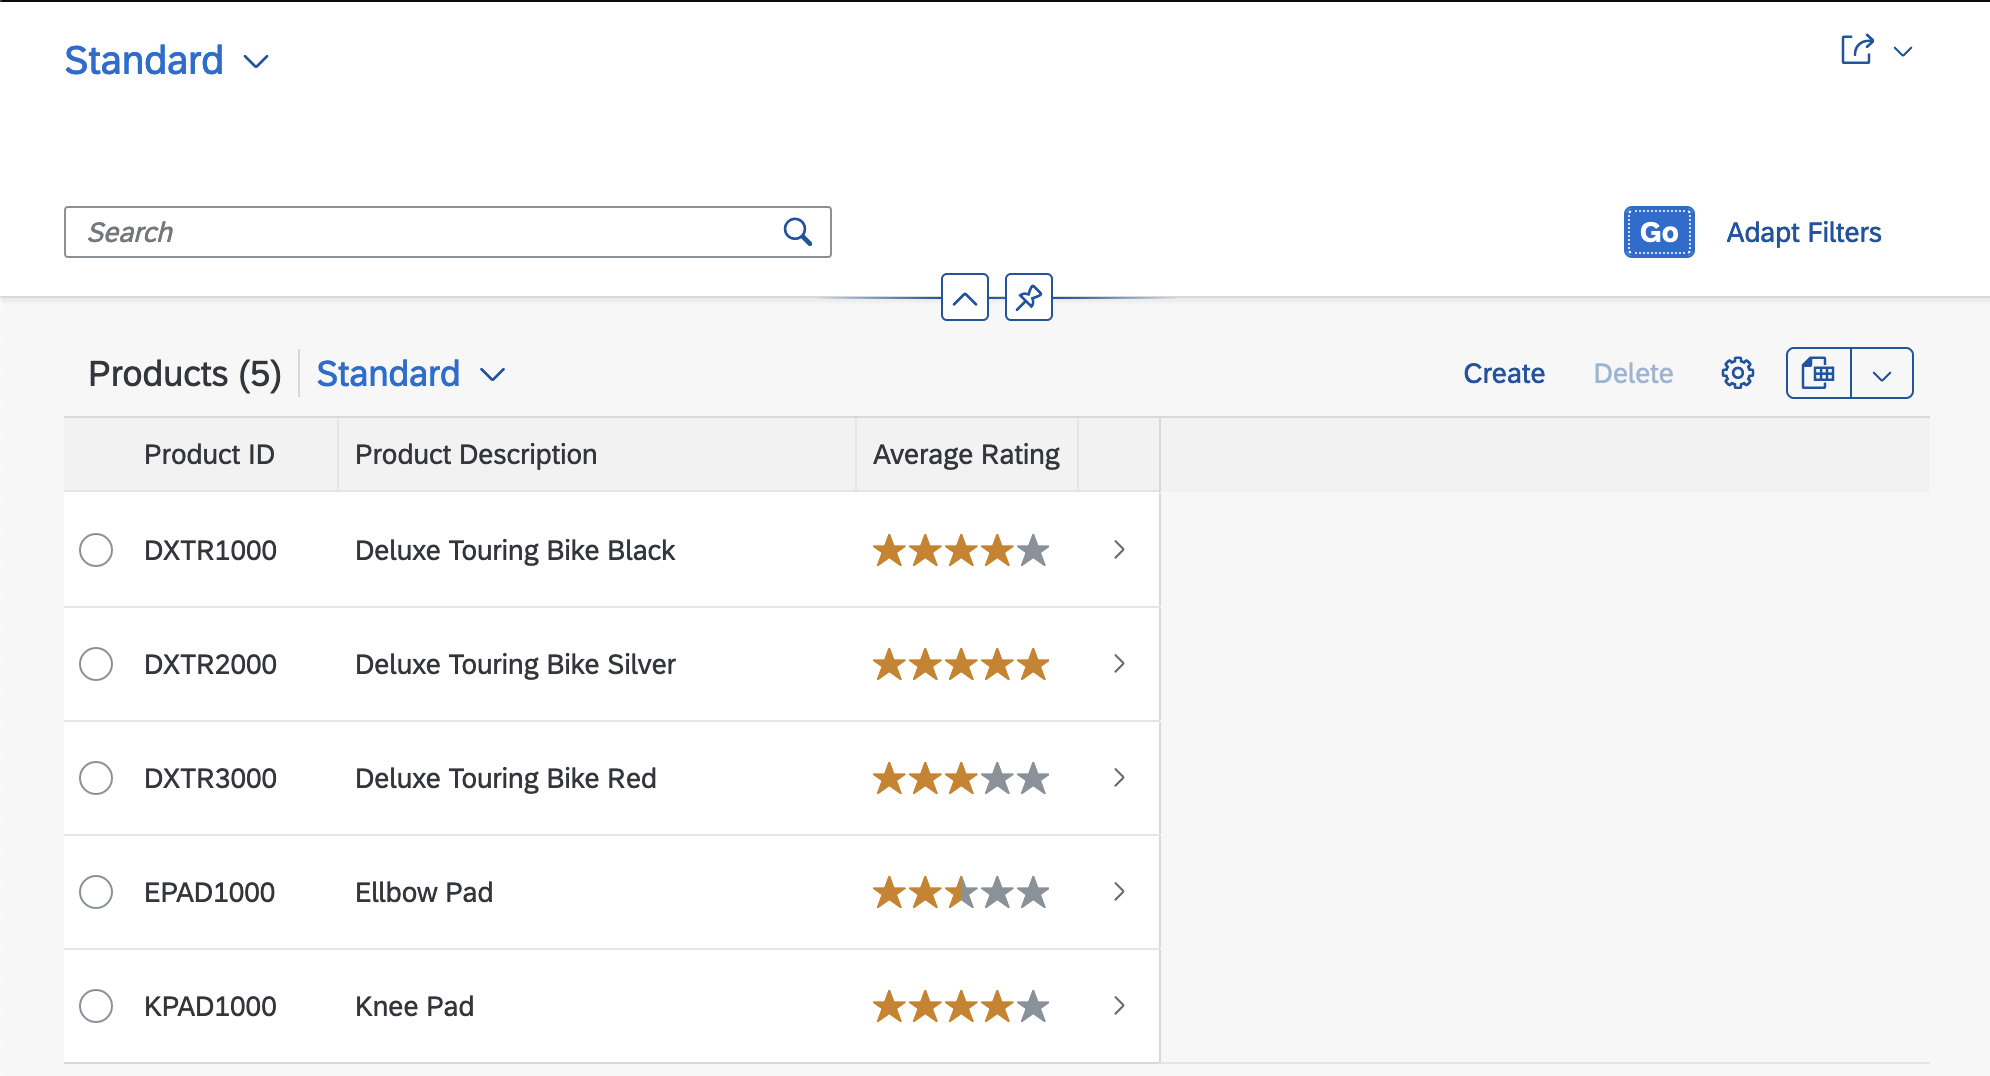 Standard
Search
Go Adapt Filters
Products (5) Standard Create Delete
Product ID Product Description Average Rating
DXTR1000 Deluxe Touring Bike Black
DXTR2000 Deluxe Touring Bike Silver
DXTR3000 Deluxe Touring Bike Red
EPAD1000 Ellbow Pad
KPAD1000 Knee Pad